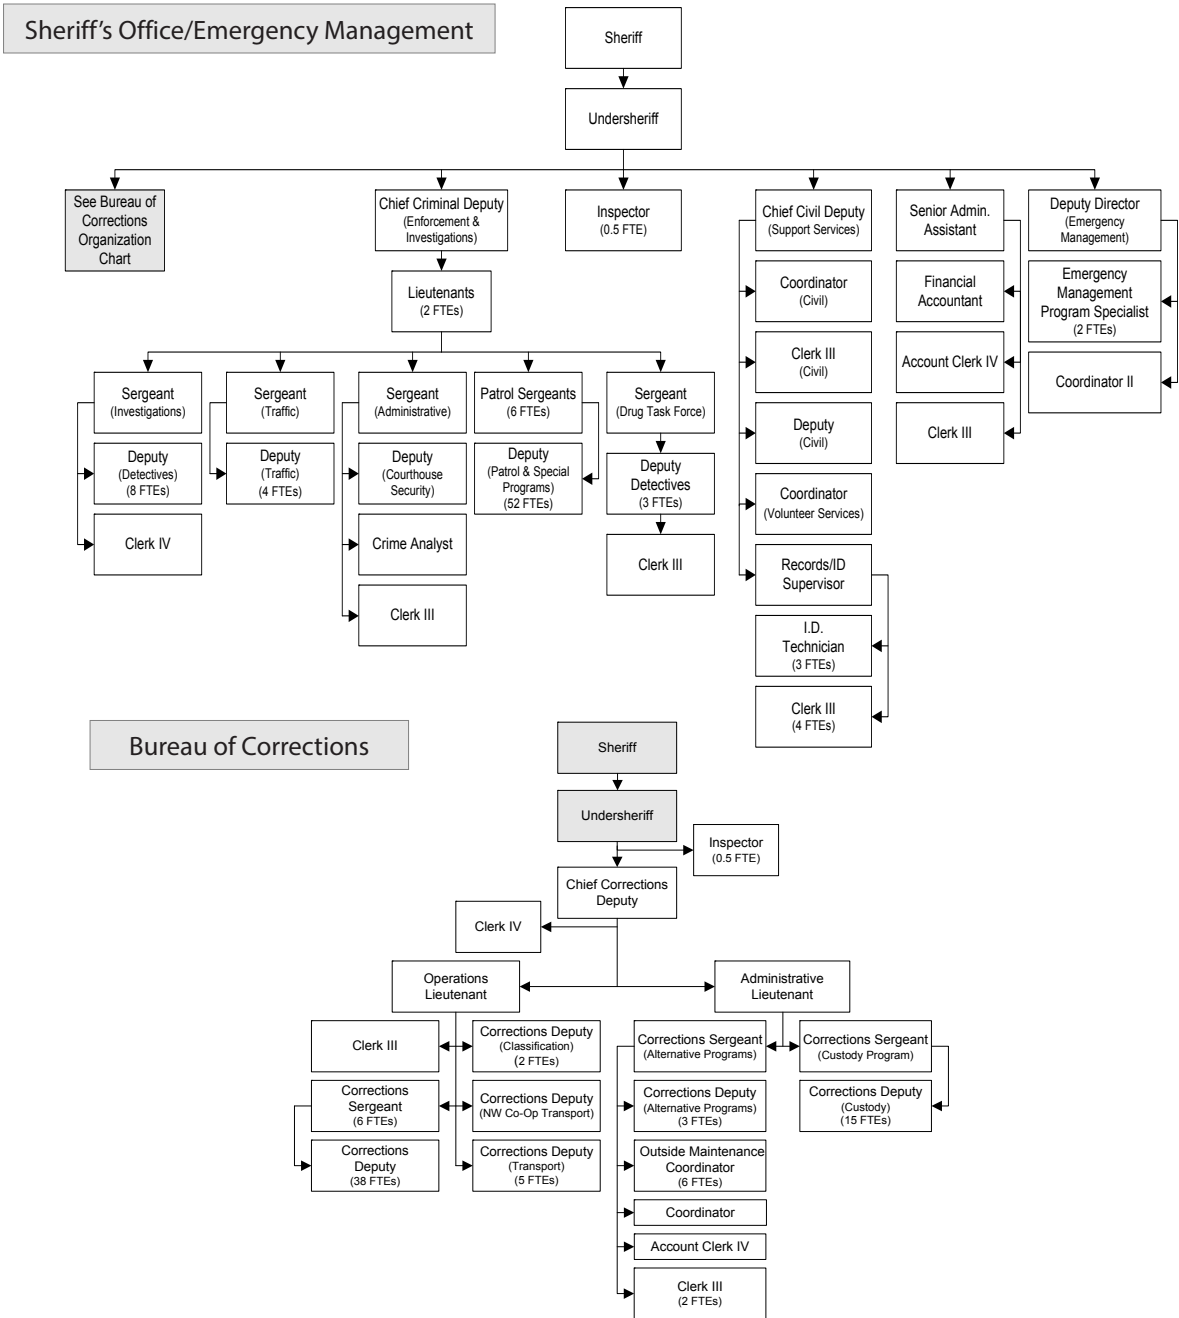 Sheriff's Office/Emergency Management
Sheriff
Undersheriff
See Bureau of
Corrections
Organization
Chart
Chief Criminal Deputy
(Enforcement &
Investigations)
Inspector
(0.5 FTE)
Chief Civil Deputy
(Support Services)
Senior Admin.
Assistant
Deputy Director
(Emergency
Management)
Lieutenants
(2 FTEs)
Coordinator
(Civil)
Financial
Accountant
Emergency
Management
Program Specialist
(2 FTEs)
Clerk III
(Civil)
Account Clerk IV
Coordinator II
Sergeant
(Investigations)
Sergeant
(Traffic)
Sergeant
(Administrative)
Patrol Sergeants
(6 FTEs)
Sergeant
(Drug Task Force)
Deputy
(Civil)
Clerk III
Deputy
(Detectives)
(8 FTEs)
Deputy
(Traffic)
(4 FTEs)
Deputy
(Courthouse
Security)
Deputy
(Patrol & Special
Programs)
(52 FTEs)
Deputy
Detectives
(3 FTEs)
Coordinator
(Volunteer Services)
Clerk IV
Crime Analyst
Clerk III
Records/ID
Supervisor
Clerk III
I.D.
Technician
(3 FTEs)
Clerk III
(4 FTEs)
Bureau of Corrections
Sheriff
Undersheriff
Inspector
(0.5 FTE)
Chief Corrections
Deputy
Clerk IV
Operations
Lieutenant
Administrative
Lieutenant
Clerk III
Corrections Deputy
(Classification)
(2 FTEs)
Corrections Sergeant
(Alternative Programs)
Corrections Sergeant
(Custody Program)
Corrections
Sergeant
(6 FTEs)
Corrections Deputy
(NW Co-Op Transport)
Corrections Deputy
(Alternative Programs)
(3 FTEs)
Corrections Deputy
(Custody)
(15 FTEs)
Corrections
Deputy
(38 FTEs)
Corrections Deputy
(Transport)
(5 FTEs)
Outside Maintenance
Coordinator
(6 FTEs)
Coordinator
Account Clerk IV
Clerk III
(2 FTEs)